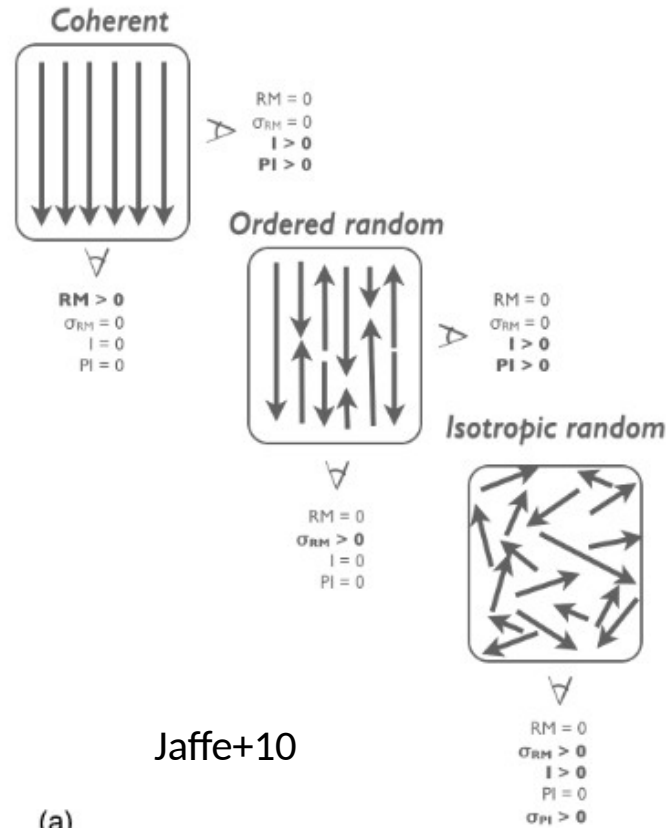 Coherent
RM = 0
σRM = 0
I > 0
PI > 0
RM > 0
σRM = 0
I = 0
PI = 0
Ordered random
RM = 0
σRM = 0
I > 0
PI > 0
RM = 0
σRM > 0
I = 0
PI = 0
Isotropic random
RM = 0
σRM > 0
I > 0
PI = 0
σPI > 0
Jaffe+10
(a)